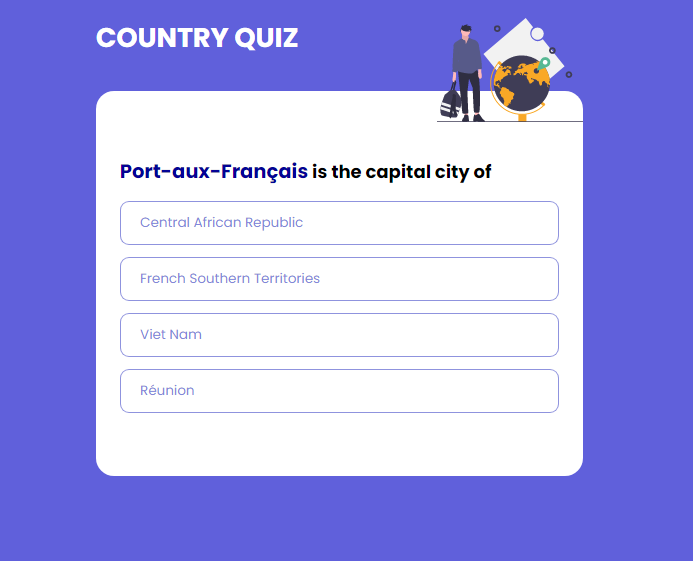 COUNTRY QUIZ
Port-aux-Français is the capital city of
Central African Republic
French Southern Territories
Viet Nam
Réunion